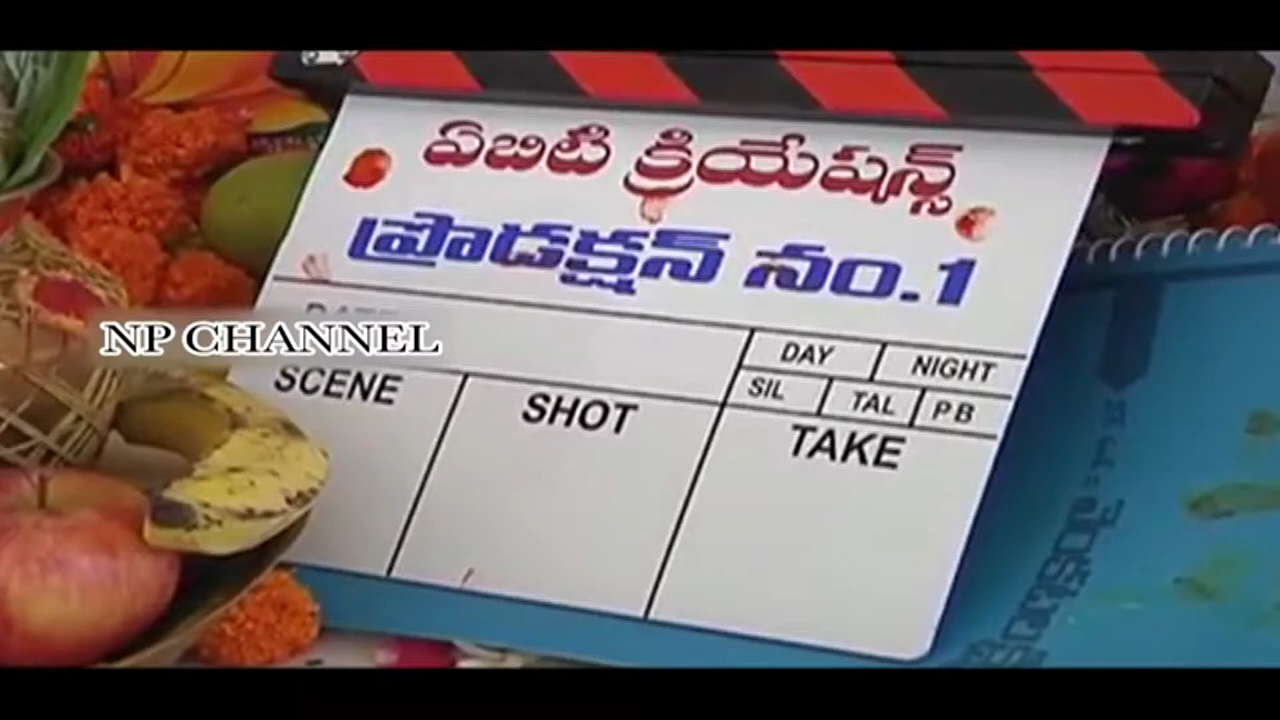 ఏబిటి క్రియేషన్స్
ప్రొడక్షన్ నం.1
NP CHANNEL
DAY NIGHT
SIL TAL PB
SCENE SHOT TAKE